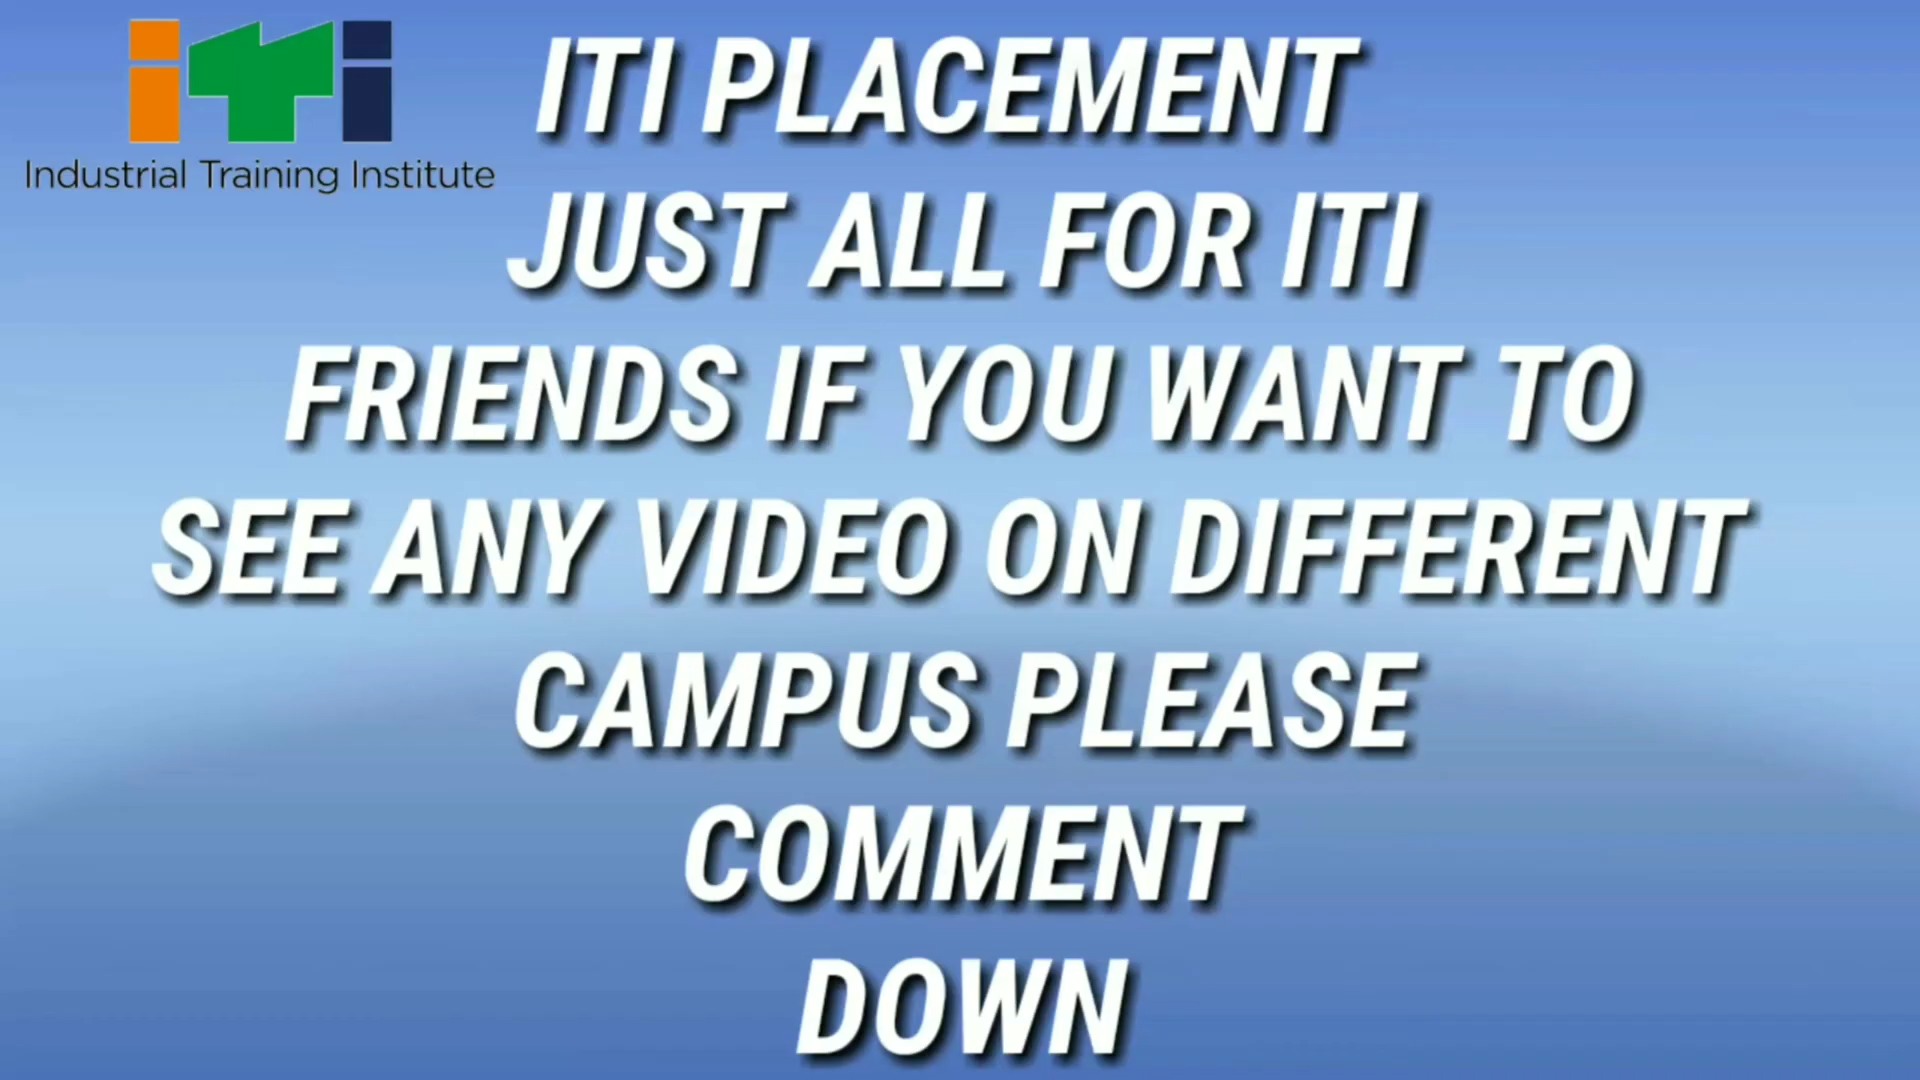 iTi
Industrial Training Institute
ITI PLACEMENT
JUST ALL FOR ITI
FRIENDS IF YOU WANT TO
SEE ANY VIDEO ON DIFFERENT
CAMPUS PLEASE
COMMENT
DOWN